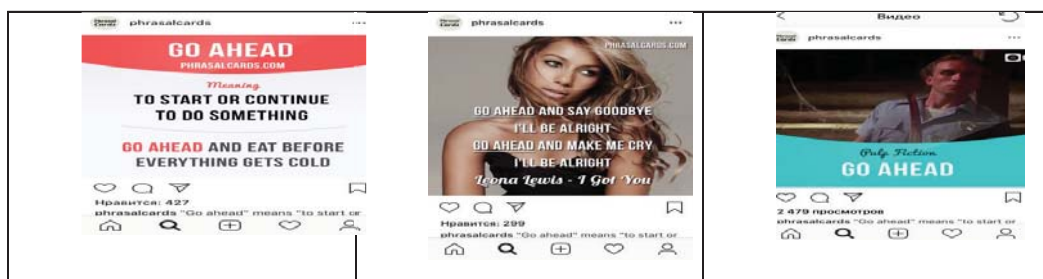 phrasalcards
GO AHEAD
PHRASALCARDS.COM
Meaning
TO START OR CONTINUE
TO DO SOMETHING
GO AHEAD AND EAT BEFORE
EVERYTHING GETS COLD
Нравится: 427
phrasalcards "Go ahead" means "to start or
phrasalcards
PHRASALCARDS.COM
GO AHEAD AND SAY GOODBYE
I'LL BE ALRIGHT
GO AHEAD AND MAKE ME CRY
I'LL BE ALRIGHT
Leona Lewis - I Got You
Нравится: 299
phrasalcards "Go ahead" means "to start or
Видео
phrasalcards
Pulp Fiction
GO AHEAD
2 479 просмотров
phrasalcards "Go ahead" means "to start or